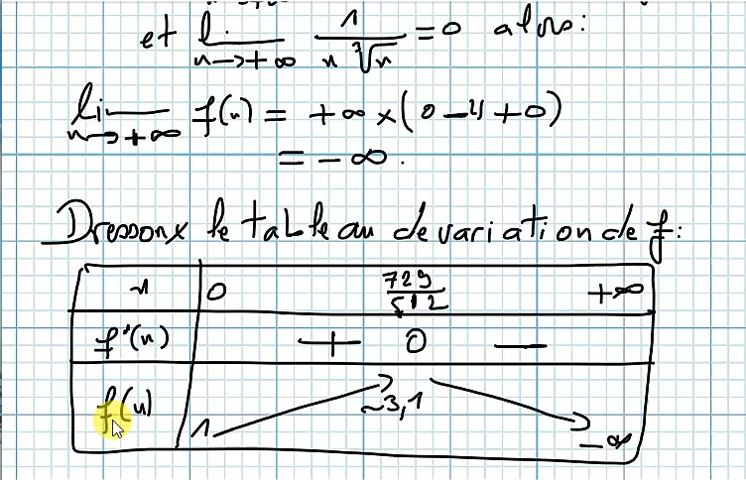 et lim 1/(x ∛x) = 0 alors:
x→+∞
lim f(x) = +∞ × (0 - 4 + 0)
x→+∞
= -∞.
Dressons le tableau de variation de f:
x 0 729/512 +∞
f'(x) + 0 -
f(x) 1 ~3,1 -∞